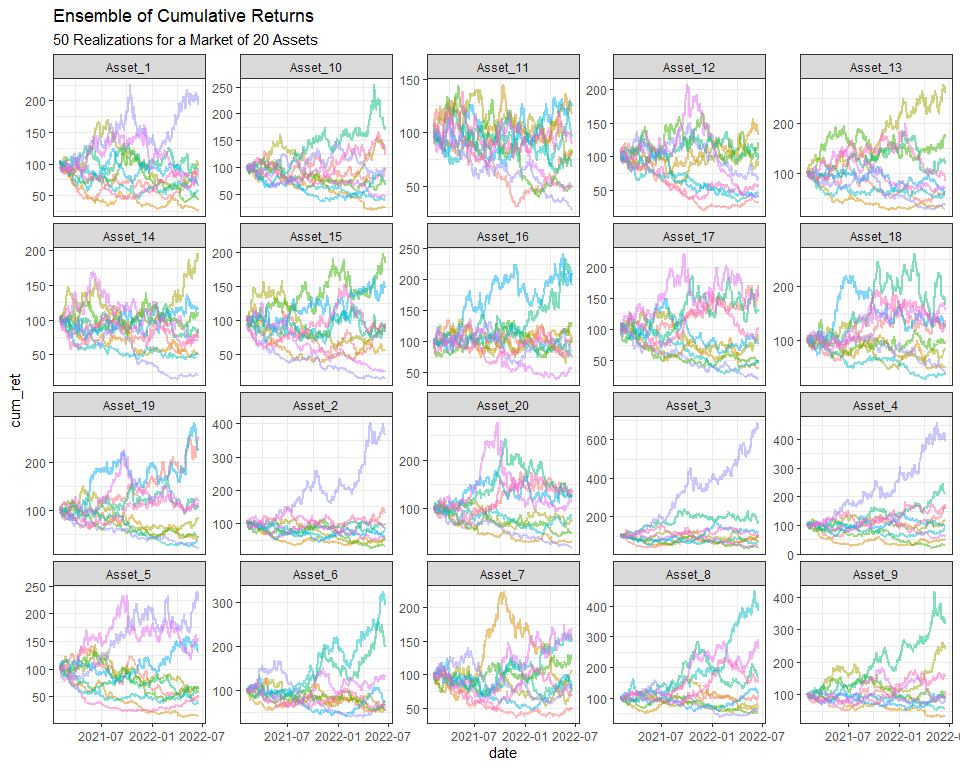 Ensemble of Cumulative Returns
50 Realizations for a Market of 20 Assets
Asset_1 Asset_10 Asset_11 Asset_12 Asset_13
200 150 100 50
250 200 150 100 50
150 100 50
200 150 100 50
200 100
Asset_14 Asset_15 Asset_16 Asset_17 Asset_18
200 150 100 50
200 150 100 50
250 200 150 100 50
200 150 100 50
200 100
cum_ret
Asset_19 Asset_2 Asset_20 Asset_3 Asset_4
200 100
400 300 200 100
200 100
600 400 200
400 300 200 100 0
Asset_5 Asset_6 Asset_7 Asset_8 Asset_9
250 200 150 100 50
300 200 100
200 150 100 50
400 300 200 100
400 300 200 100
2021-07 2022-01 2022-07 2021-07 2022-01 2022-07 2021-07 2022-01 2022-07 2021-07 2022-01 2022-07 2021-07 2022-01 2022-07
date